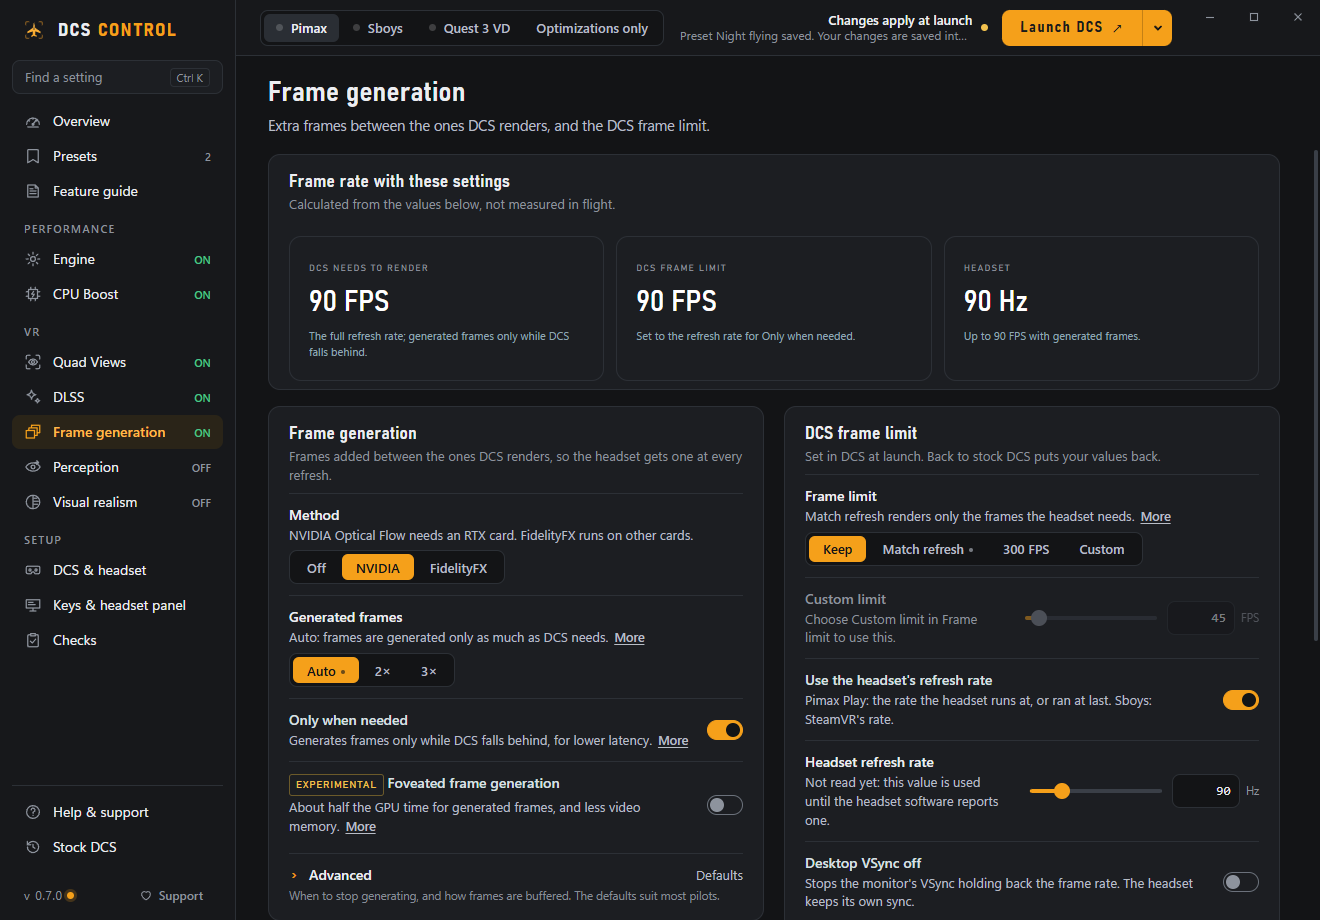 DCS CONTROL
Pimax
Sboys
Quest 3 VD
Optimizations only
Changes apply at launch
Preset Night flying saved. Your changes are saved int...
Launch DCS ↗
Find a setting
Ctrl K
Overview
Presets 2
Feature guide
PERFORMANCE
Engine ON
CPU Boost ON
VR
Quad Views ON
DLSS ON
Frame generation ON
Perception OFF
Visual realism OFF
SETUP
DCS & headset
Keys & headset panel
Checks
Help & support
Stock DCS
v 0.7.0
Support
Frame generation
Extra frames between the ones DCS renders, and the DCS frame limit.
Frame rate with these settings
Calculated from the values below, not measured in flight.
DCS NEEDS TO RENDER
90 FPS
The full refresh rate; generated frames only while DCS
falls behind.
DCS FRAME LIMIT
90 FPS
Set to the refresh rate for Only when needed.
HEADSET
90 Hz
Up to 90 FPS with generated frames.
Frame generation
Frames added between the ones DCS renders, so the headset gets one at every
refresh.
Method
NVIDIA Optical Flow needs an RTX card. FidelityFX runs on other cards.
Off NVIDIA FidelityFX
Generated frames
Auto: frames are generated only as much as DCS needs. More
Auto • 2× 3×
Only when needed
Generates frames only while DCS falls behind, for lower latency. More
EXPERIMENTAL Foveated frame generation
About half the GPU time for generated frames, and less video
memory. More
› Advanced Defaults
When to stop generating, and how frames are buffered. The defaults suit most pilots.
DCS frame limit
Set in DCS at launch. Back to stock DCS puts your values back.
Frame limit
Match refresh renders only the frames the headset needs. More
Keep Match refresh • 300 FPS Custom
Custom limit
Choose Custom limit in Frame
limit to use this.
45 FPS
Use the headset's refresh rate
Pimax Play: the rate the headset runs at, or ran at last. Sboys:
SteamVR's rate.
Headset refresh rate
Not read yet: this value is used
until the headset software reports
one.
90 Hz
Desktop VSync off
Stops the monitor's VSync holding back the frame rate. The headset
keeps its own sync.